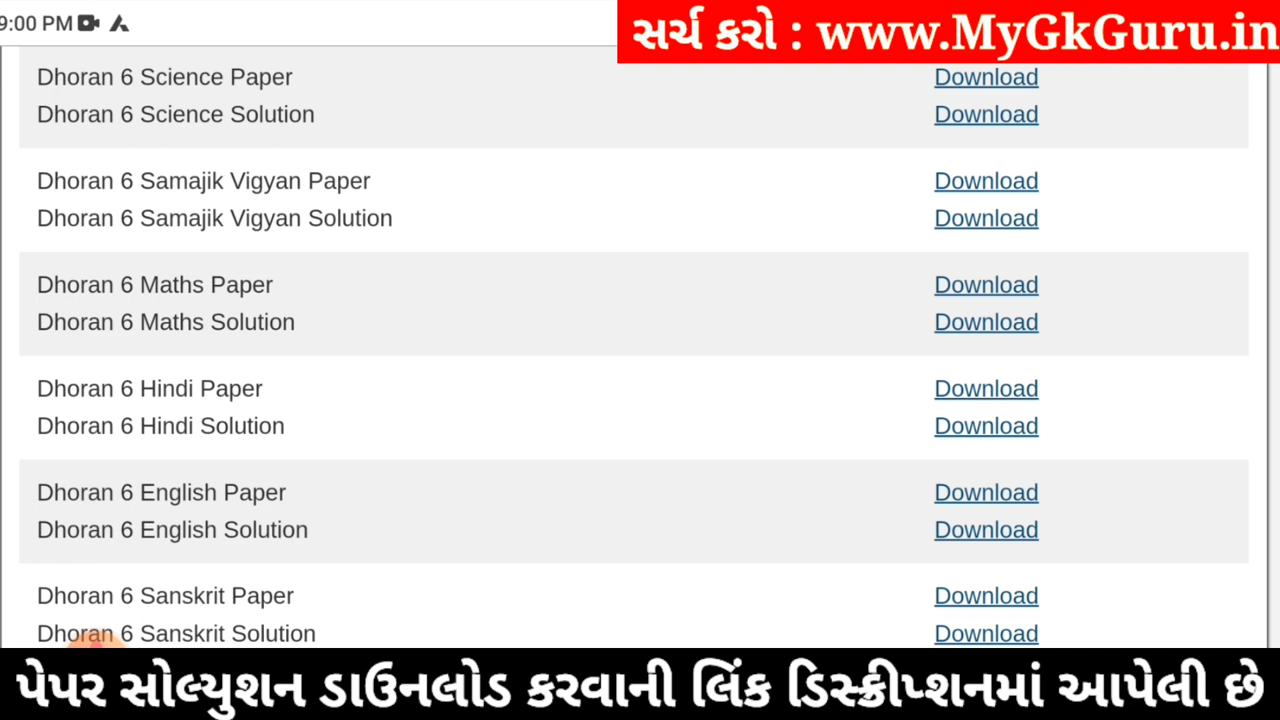 9:00 PM
સર્ચ કરો : www.MyGkGuru.in
Dhoran 6 Science Paper Download
Dhoran 6 Science Solution Download
Dhoran 6 Samajik Vigyan Paper Download
Dhoran 6 Samajik Vigyan Solution Download
Dhoran 6 Maths Paper Download
Dhoran 6 Maths Solution Download
Dhoran 6 Hindi Paper Download
Dhoran 6 Hindi Solution Download
Dhoran 6 English Paper Download
Dhoran 6 English Solution Download
Dhoran 6 Sanskrit Paper Download
Dhoran 6 Sanskrit Solution Download
પેપર સોલ્યુશન ડાઉનલોડ કરવાની લિંક ડિસ્ક્રીપ્શનમાં આપેલી છે